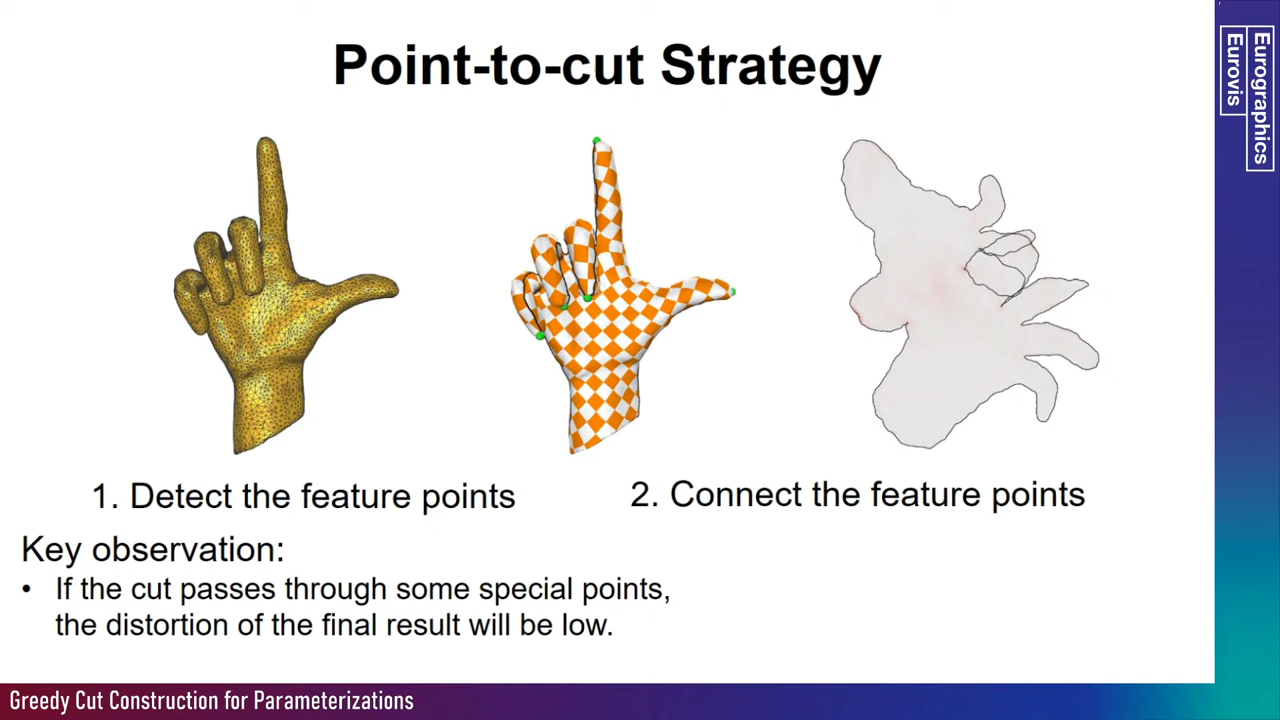 Point-to-cut Strategy
1. Detect the feature points
2. Connect the feature points
Key observation:
• If the cut passes through some special points,
the distortion of the final result will be low.
Greedy Cut Construction for Parameterizations
Eurographics
Eurovis